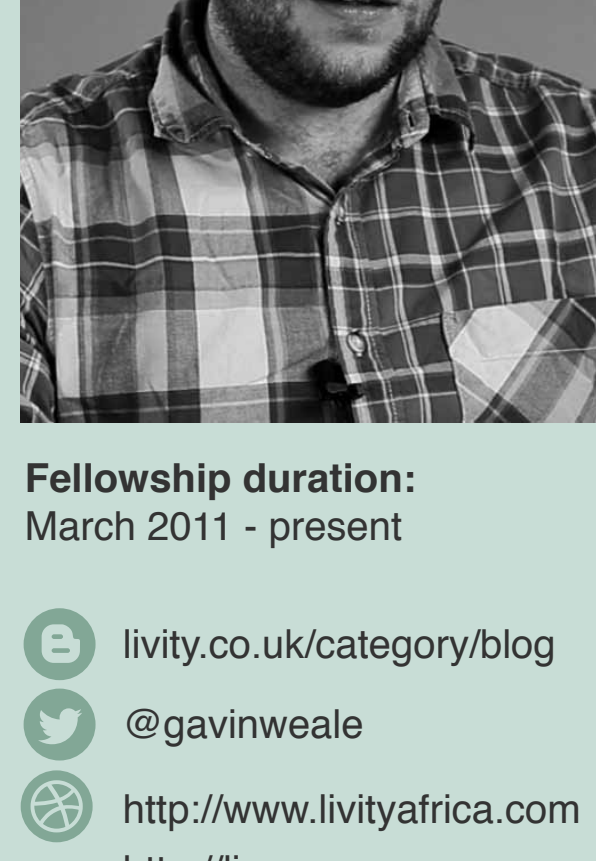 Fellowship duration:
March 2011 - present
livity.co.uk/category/blog
@gavinweale
http://www.livityafrica.com